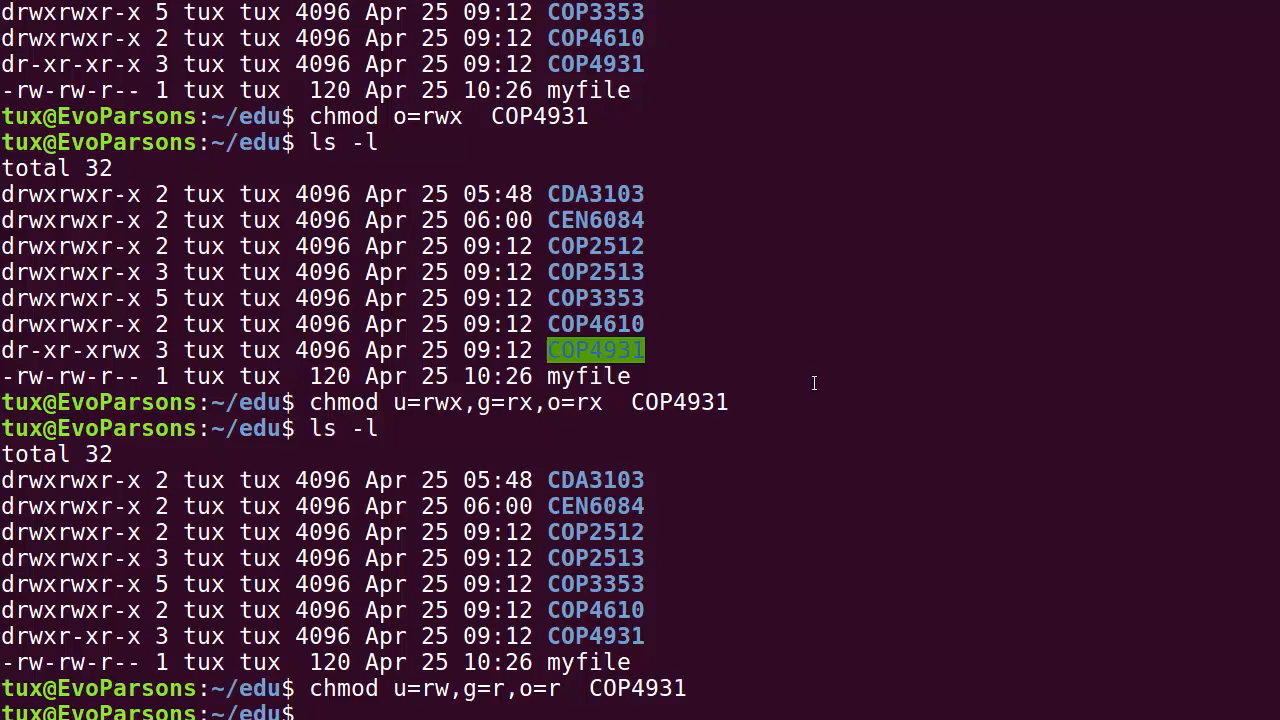 drwxrwxr-x 5 tux tux 4096 Apr 25 09:12 COP3353
drwxrwxr-x 2 tux tux 4096 Apr 25 09:12 COP4610
dr-xr-xr-x 3 tux tux 4096 Apr 25 09:12 COP4931
-rw-rw-r-- 1 tux tux  120 Apr 25 10:26 myfile
tux@EvoParsons:~/edu$ chmod o=rwx  COP4931
tux@EvoParsons:~/edu$ ls -l
total 32
drwxrwxr-x 2 tux tux 4096 Apr 25 05:48 CDA3103
drwxrwxr-x 2 tux tux 4096 Apr 25 06:00 CEN6084
drwxrwxr-x 2 tux tux 4096 Apr 25 09:12 COP2512
drwxrwxr-x 3 tux tux 4096 Apr 25 09:12 COP2513
drwxrwxr-x 5 tux tux 4096 Apr 25 09:12 COP3353
drwxrwxr-x 2 tux tux 4096 Apr 25 09:12 COP4610
dr-xr-xrwx 3 tux tux 4096 Apr 25 09:12 COP4931
-rw-rw-r-- 1 tux tux  120 Apr 25 10:26 myfile
tux@EvoParsons:~/edu$ chmod u=rwx,g=rx,o=rx  COP4931
tux@EvoParsons:~/edu$ ls -l
total 32
drwxrwxr-x 2 tux tux 4096 Apr 25 05:48 CDA3103
drwxrwxr-x 2 tux tux 4096 Apr 25 06:00 CEN6084
drwxrwxr-x 2 tux tux 4096 Apr 25 09:12 COP2512
drwxrwxr-x 3 tux tux 4096 Apr 25 09:12 COP2513
drwxrwxr-x 5 tux tux 4096 Apr 25 09:12 COP3353
drwxrwxr-x 2 tux tux 4096 Apr 25 09:12 COP4610
drwxr-xr-x 3 tux tux 4096 Apr 25 09:12 COP4931
-rw-rw-r-- 1 tux tux  120 Apr 25 10:26 myfile
tux@EvoParsons:~/edu$ chmod u=rw,g=r,o=r  COP4931
tux@EvoParsons:~/edu$